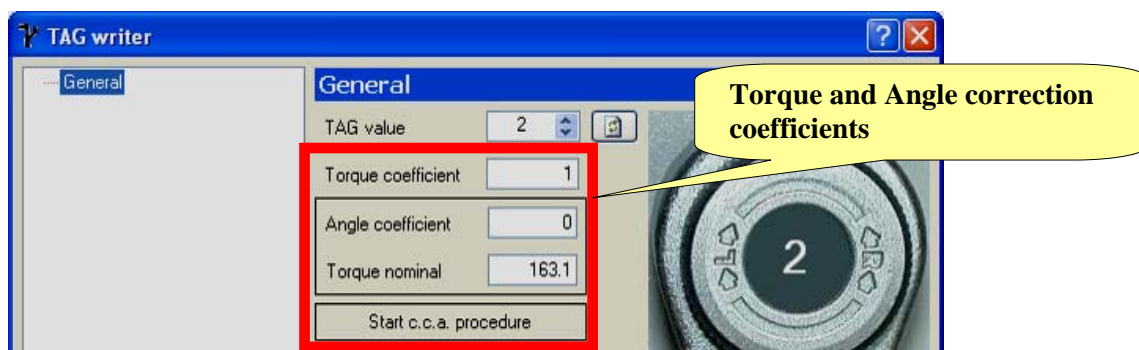 TAG writer
General
General
TAG value 2
Torque coefficient 1
Angle coefficient 0
Torque nominal 163.1
Start c.c.a. procedure
Torque and Angle correction
coefficients
L 2 R